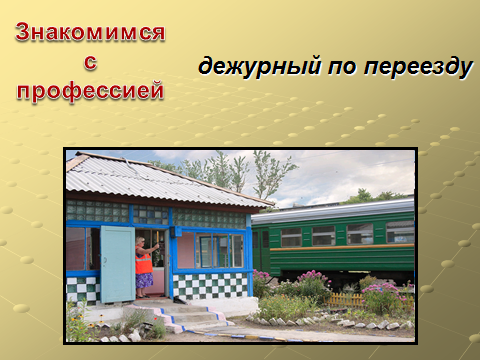 Знакомимся
с
профессией
дежурный по переезду